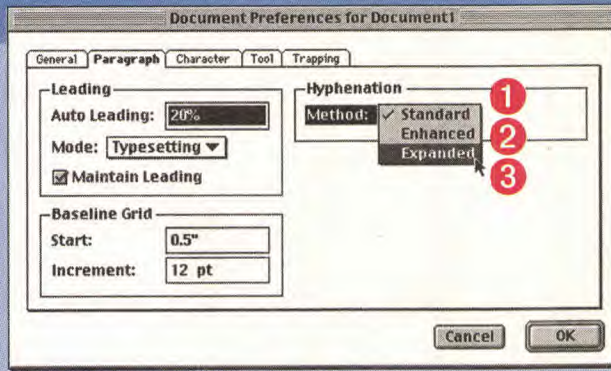 Document Preferences for Document1
General Paragraph Character Tool Trapping
Leading
Auto Leading: 20%
Mode: Typesetting
Maintain Leading
Baseline Grid
Start: 0.5"
Increment: 12 pt
Hyphenation
Method: ✓ Standard
Enhanced
Expanded
1
2
3
Cancel OK